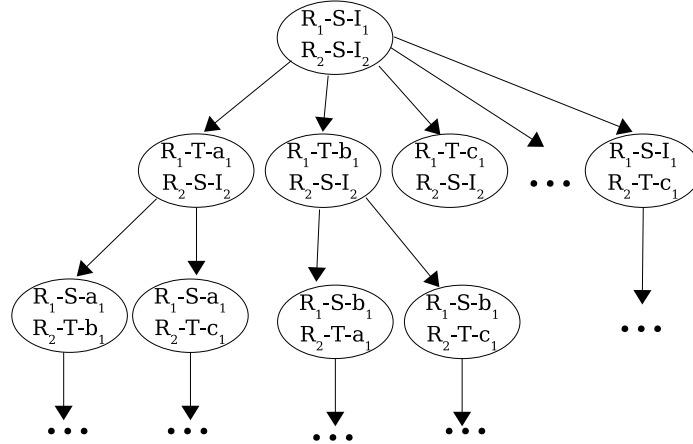 R₁-S-I₁
R₂-S-I₂
R₁-T-a₁
R₂-S-I₂
R₁-T-b₁
R₂-S-I₂
R₁-T-c₁
R₂-S-I₂
...
R₁-S-I₁
R₂-T-c₁
R₁-S-a₁
R₂-T-b₁
R₁-S-a₁
R₂-T-c₁
R₁-S-b₁
R₂-T-a₁
R₁-S-b₁
R₂-T-c₁
...
...
...
...
...